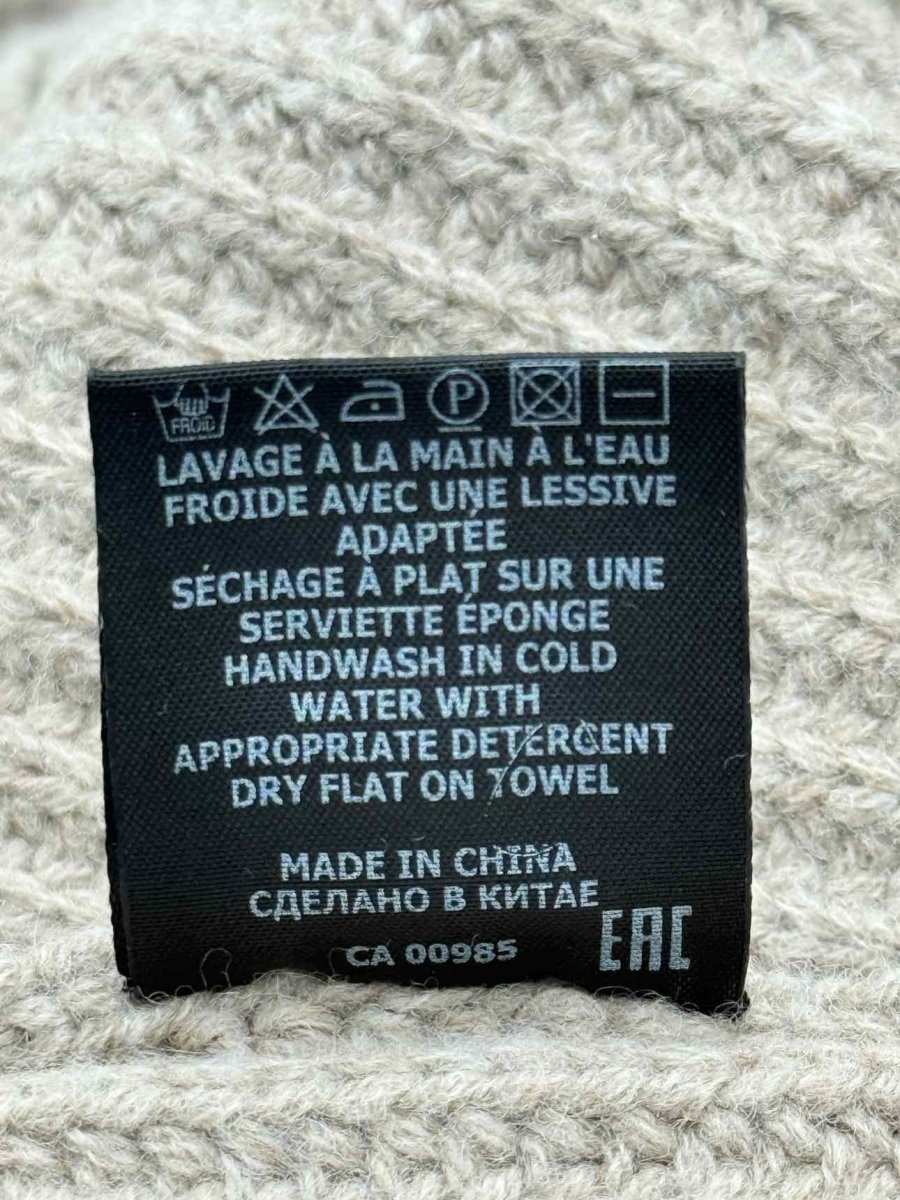 FROID
P
LAVAGE À LA MAIN À L'EAU
FROIDE AVEC UNE LESSIVE
ADAPTÉE
SÉCHAGE À PLAT SUR UNE
SERVIETTE ÉPONGE
HANDWASH IN COLD
WATER WITH
APPROPRIATE DETERGENT
DRY FLAT ON TOWEL
MADE IN CHINA
СДЕЛАНО В КИТАЕ
CA 00985
EAC